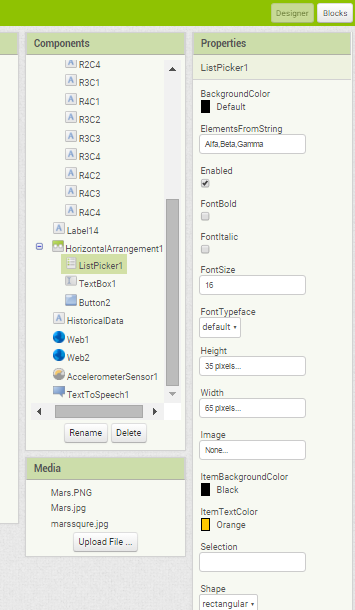 Designer
Blocks
Components
R2C4
R3C1
R4C1
R3C2
R3C3
R3C4
R4C2
R4C3
R4C4
Label14
HorizontalArrangement1
ListPicker1
TextBox1
Button2
HistoricalData
Web1
Web2
AccelerometerSensor1
TextToSpeech1
Rename
Delete
Media
Mars.PNG
Mars.jpg
marssqure.jpg
Upload File ...
Properties
ListPicker1
BackgroundColor
Default
ElementsFromString
Alfa,Beta,Gamma
Enabled
FontBold
FontItalic
FontSize
16
FontTypeface
default
Height
35 pixels...
Width
65 pixels...
Image
None...
ItemBackgroundColor
Black
ItemTextColor
Orange
Selection
Shape
rectangular